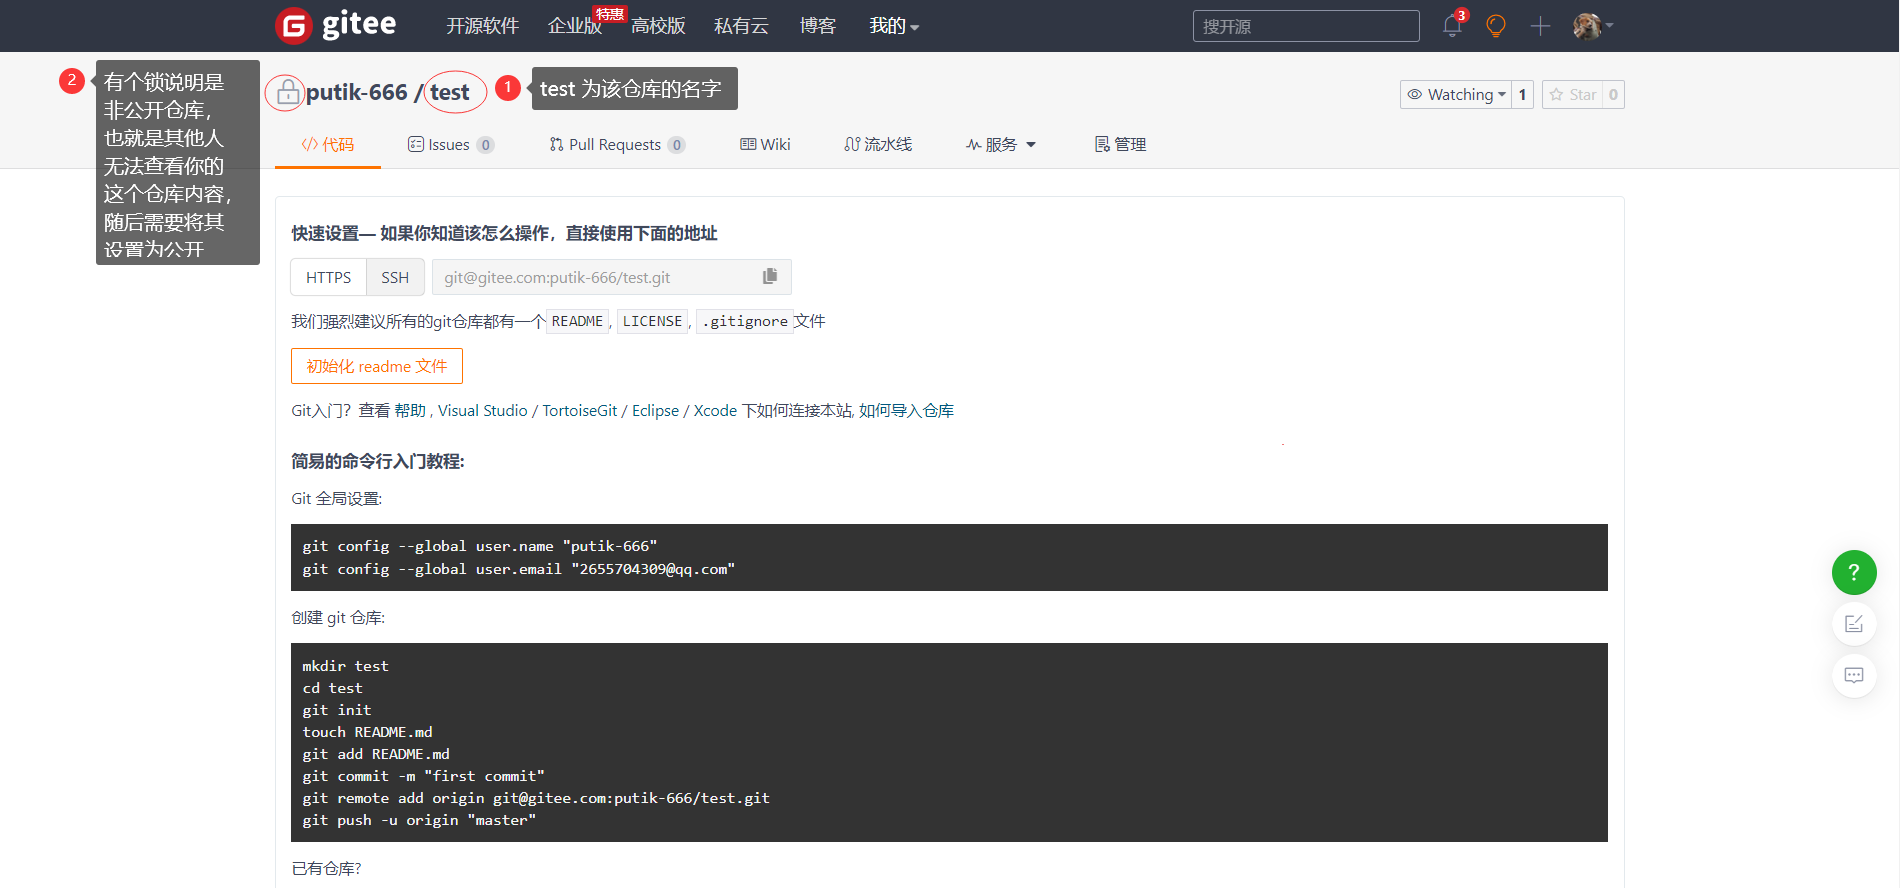 gitee 开源软件 企业版 特惠 高校版 私有云 博客 我的 搜开源 3
2 有个锁说明是
非公开仓库，
也就是其他人
无法查看你的
这个仓库内容，
随后需要将其
设置为公开
putik-666 / test 1 test 为该仓库的名字 Watching 1 Star 0
代码 Issues 0 Pull Requests 0 Wiki 流水线 服务 管理
快速设置— 如果你知道该怎么操作，直接使用下面的地址
HTTPS SSH git@gitee.com:putik-666/test.git
我们强烈建议所有的git仓库都有一个 README, LICENSE, .gitignore 文件
初始化 readme 文件
Git入门？查看 帮助 , Visual Studio / TortoiseGit / Eclipse / Xcode 下如何连接本站, 如何导入仓库
简易的命令行入门教程:
Git 全局设置:
git config --global user.name "putik-666"
git config --global user.email "2655704309@qq.com"
创建 git 仓库:
mkdir test
cd test
git init
touch README.md
git add README.md
git commit -m "first commit"
git remote add origin git@gitee.com:putik-666/test.git
git push -u origin "master"
已有仓库?
?